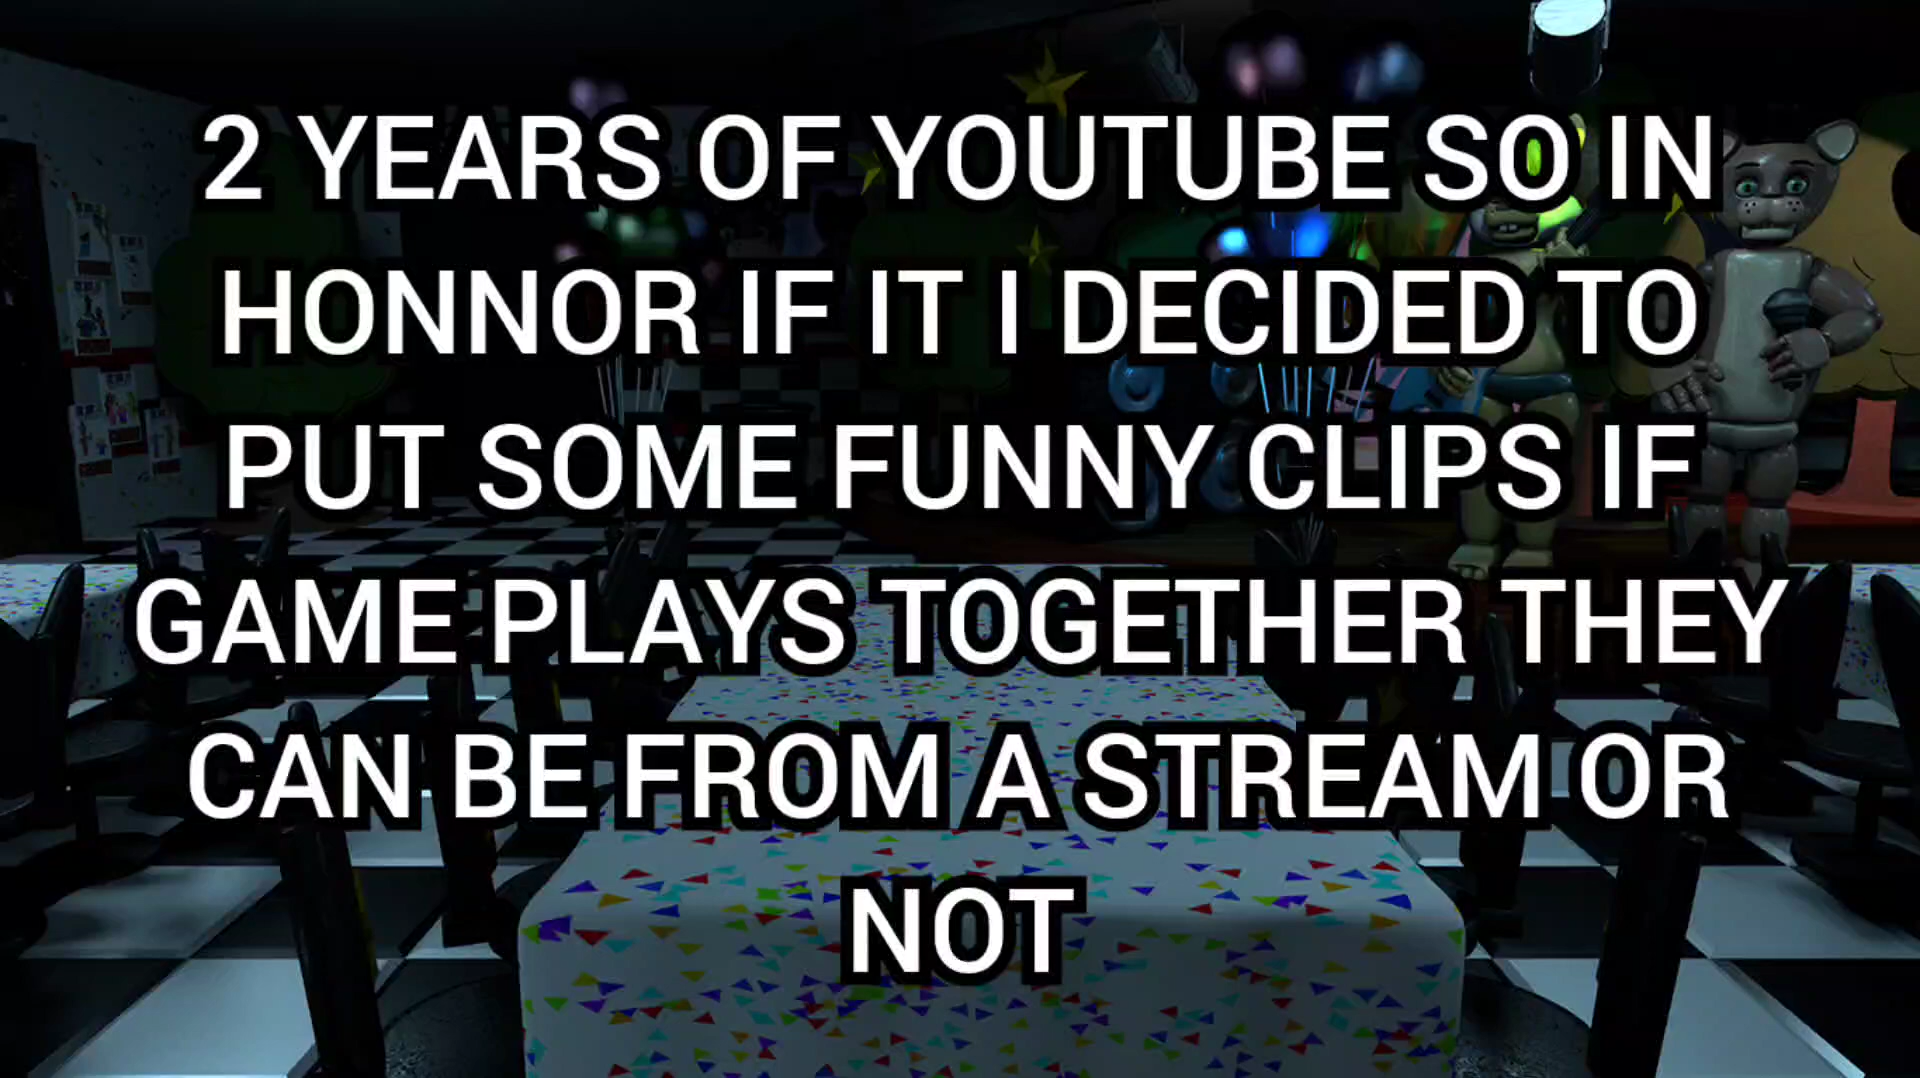 2 YEARS OF YOUTUBE SO IN
HONNOR IF IT I DECIDED TO
PUT SOME FUNNY CLIPS IF
GAME PLAYS TOGETHER THEY
CAN BE FROM A STREAM OR
NOT